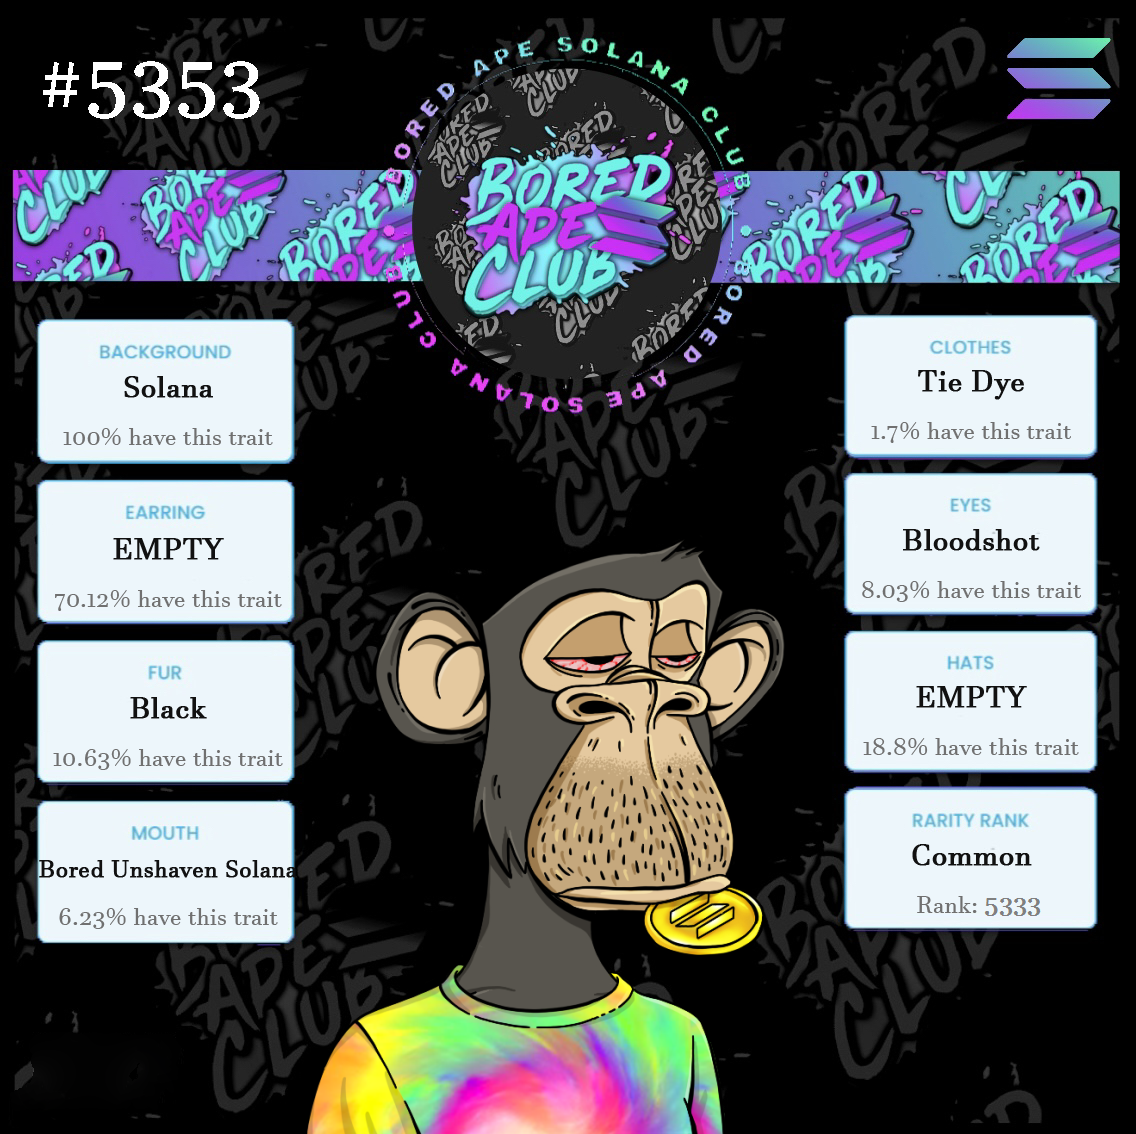 #5353
BORED APE SOLANA CLUB
BORED APE SOLANA CLUB
BORED
APE
CLUB
BACKGROUND
Solana
100% have this trait
EARRING
EMPTY
70.12% have this trait
FUR
Black
10.63% have this trait
MOUTH
Bored Unshaven Solana
6.23% have this trait
CLOTHES
Tie Dye
1.7% have this trait
EYES
Bloodshot
8.03% have this trait
HATS
EMPTY
18.8% have this trait
RARITY RANK
Common
Rank: 5333